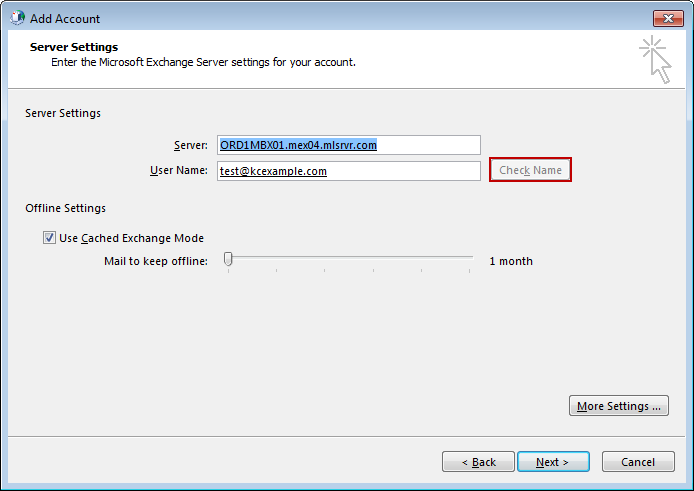 Add Account
Server Settings
Enter the Microsoft Exchange Server settings for your account.
Server Settings
Server: ORD1MBX01.mex04.mlsrvr.com
User Name: test@kcexample.com Check Name
Offline Settings
Use Cached Exchange Mode
Mail to keep offline: 1 month
More Settings ...
< Back Next > Cancel